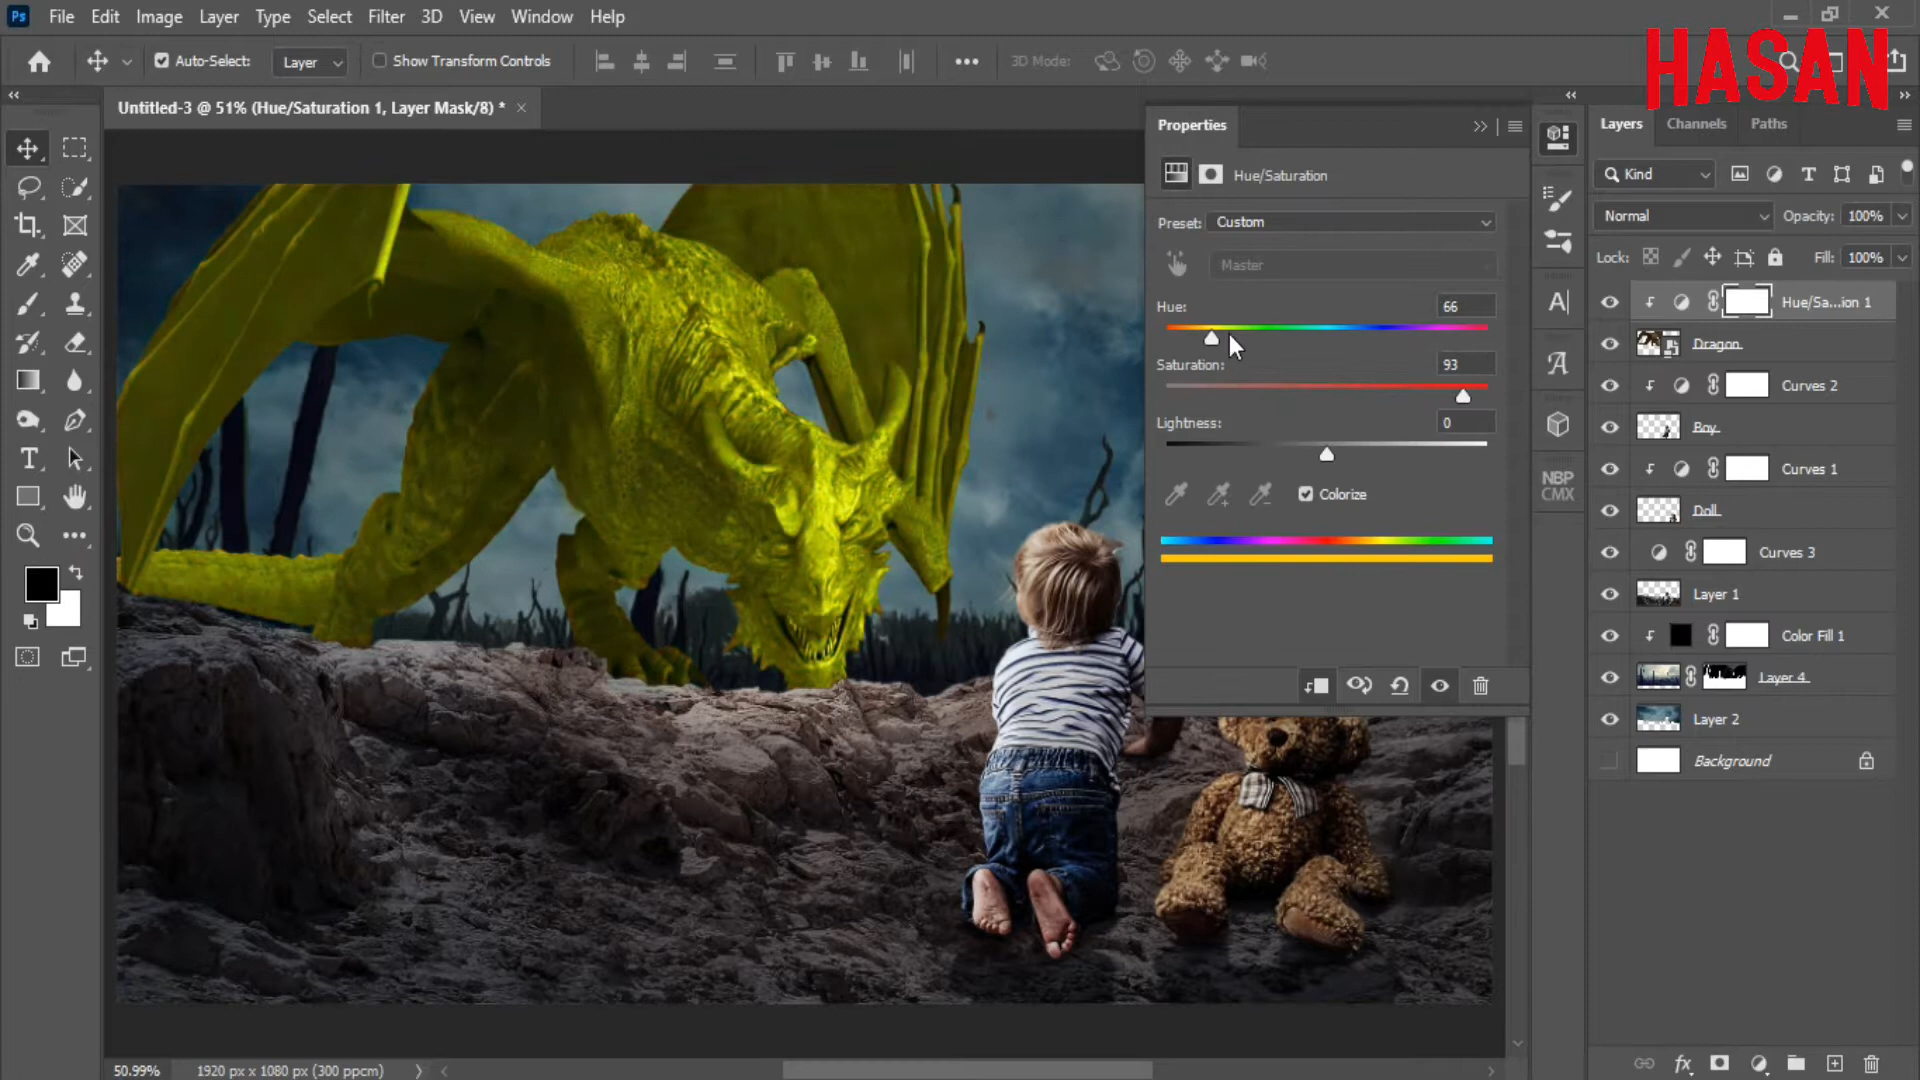 Ps File Edit Image Layer Type Select Filter 3D View Window Help
HASAN
Auto-Select: Layer Show Transform Controls 3D Mode:
Untitled-3 @ 51% (Hue/Saturation 1, Layer Mask/8) *
Properties
Hue/Saturation
Preset: Custom
Master
Hue: 66
Saturation: 93
Lightness: 0
Colorize
NBP
CMX
Layers Channels Paths
Kind
Normal Opacity: 100%
Lock: Fill: 100%
Hue/Sa...ion 1
Dragon
Curves 2
Boy
Curves 1
Doll
Curves 3
Layer 1
Color Fill 1
Layer 4
Layer 2
Background
50.99% 1920 px x 1080 px (300 ppcm)